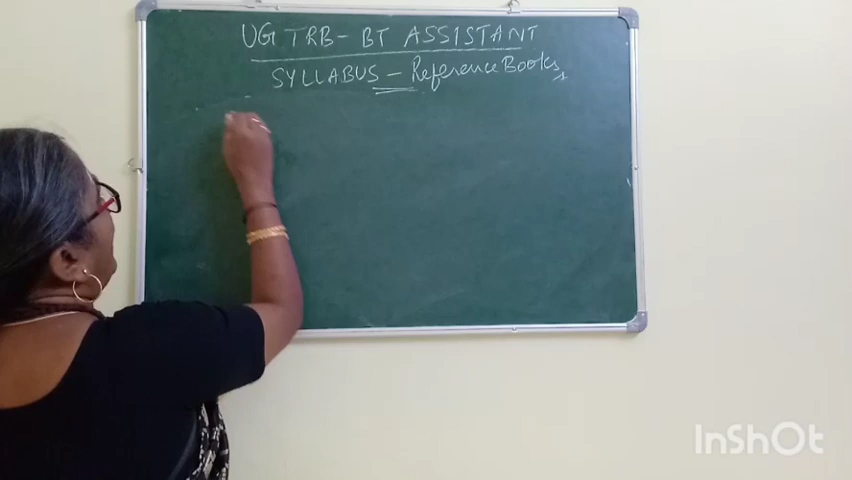 UG TRB - BT ASSISTANT
SYLLABUS - Reference Books
InShOt